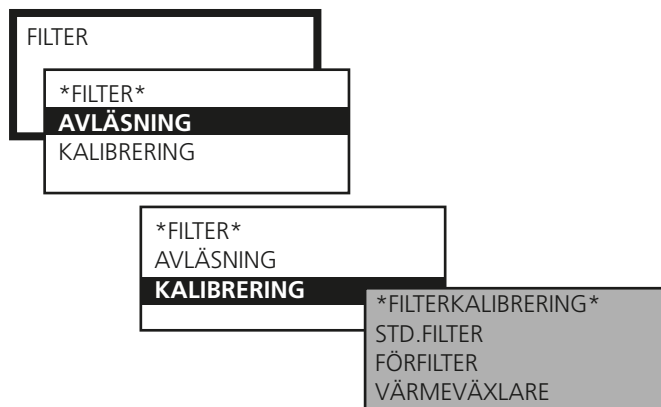 FILTER
*FILTER*
AVLÄSNING
KALIBRERING
*FILTER*
AVLÄSNING
KALIBRERING
*FILTERKALIBRERING*
STD.FILTER
FÖRFILTER
VÄRMEVÄXLARE